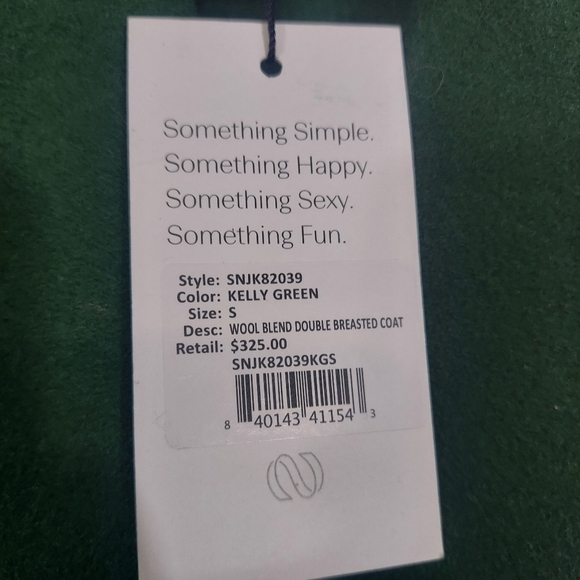 Something Simple.
Something Happy.
Something Sexy.
Something Fun.
Style: SNJK82039
Color: KELLY GREEN
Size: S
Desc: WOOL BLEND DOUBLE BREASTED COAT
Retail: $325.00
SNJK82039KGS
8 40143 41154 3